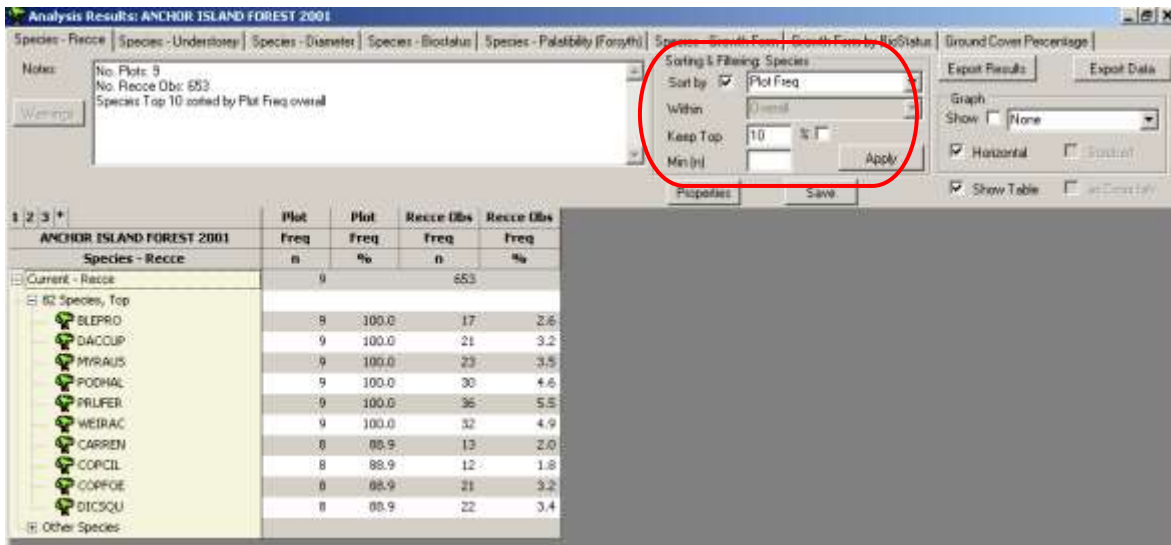 Analysis Results: ANCHOR ISLAND FOREST 2001
Species - Recce Species - Understorey Species - Diameter Species - Biostatus Species - Palatibility (Forsyth) Species - Growth Form Growth Form by BioStatus Ground Cover Percentage
Notes: No. Plots: 9
No. Recce Obs: 653
Species Top 10 sorted by Plot Freq overall
Warnings
Sorting & Filtering: Species
Sort by Plot Freq
Within Overall
Keep Top 10 %
Min (n) Apply
Properties Save
Export Results Export Data
Graph
Show None
Horizontal Stacked
Show Table
1 2 3 * Plot Plot Recce Obs Recce Obs
ANCHOR ISLAND FOREST 2001 Freq Freq Freq Freq
Species - Recce n % n %
Current - Recce 9 653
82 Species, Top
BLEPRO 9 100.0 17 2.6
DACCUP 9 100.0 21 3.2
MYRAUS 9 100.0 23 3.5
PODHAL 9 100.0 30 4.6
PRUFER 9 100.0 36 5.5
WEIRAC 9 100.0 32 4.9
CARREN 8 88.9 13 2.0
COPCIL 8 88.9 12 1.8
COPFOE 8 88.9 21 3.2
DICSQU 8 88.9 22 3.4
Other Species